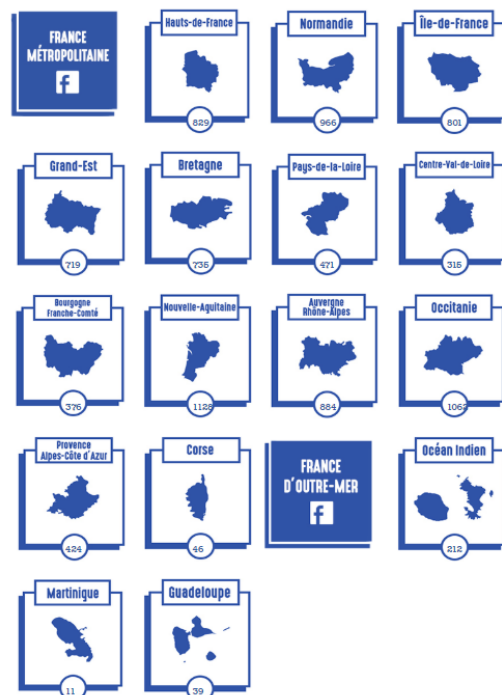 FRANCE
MÉTROPOLITAINE
f
Hauts-de-France
829
Normandie
966
Île-de-France
801
Grand-Est
719
Bretagne
735
Pays-de-la-Loire
471
Centre-Val-de-Loire
315
Bourgogne
Franche-Comté
376
Nouvelle-Aquitaine
1128
Auvergne
Rhône-Alpes
884
Occitanie
1062
Provence
Alpes-Côte d'Azur
424
Corse
46
FRANCE
D'OUTRE-MER
f
Océan Indien
212
Martinique
11
Guadeloupe
39